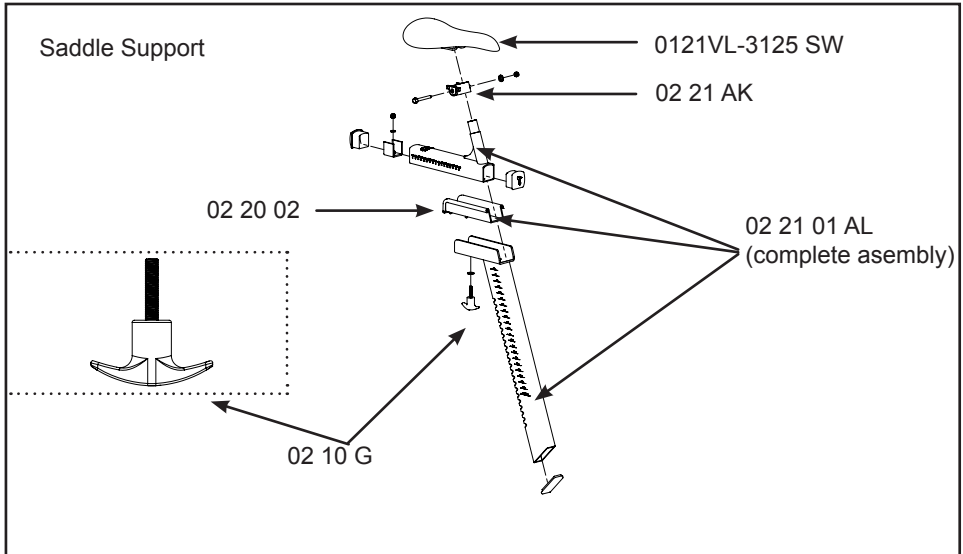 Saddle Support
0121VL-3125 SW
02 21 AK
02 20 02
02 21 01 AL
(complete asembly)
02 10 G